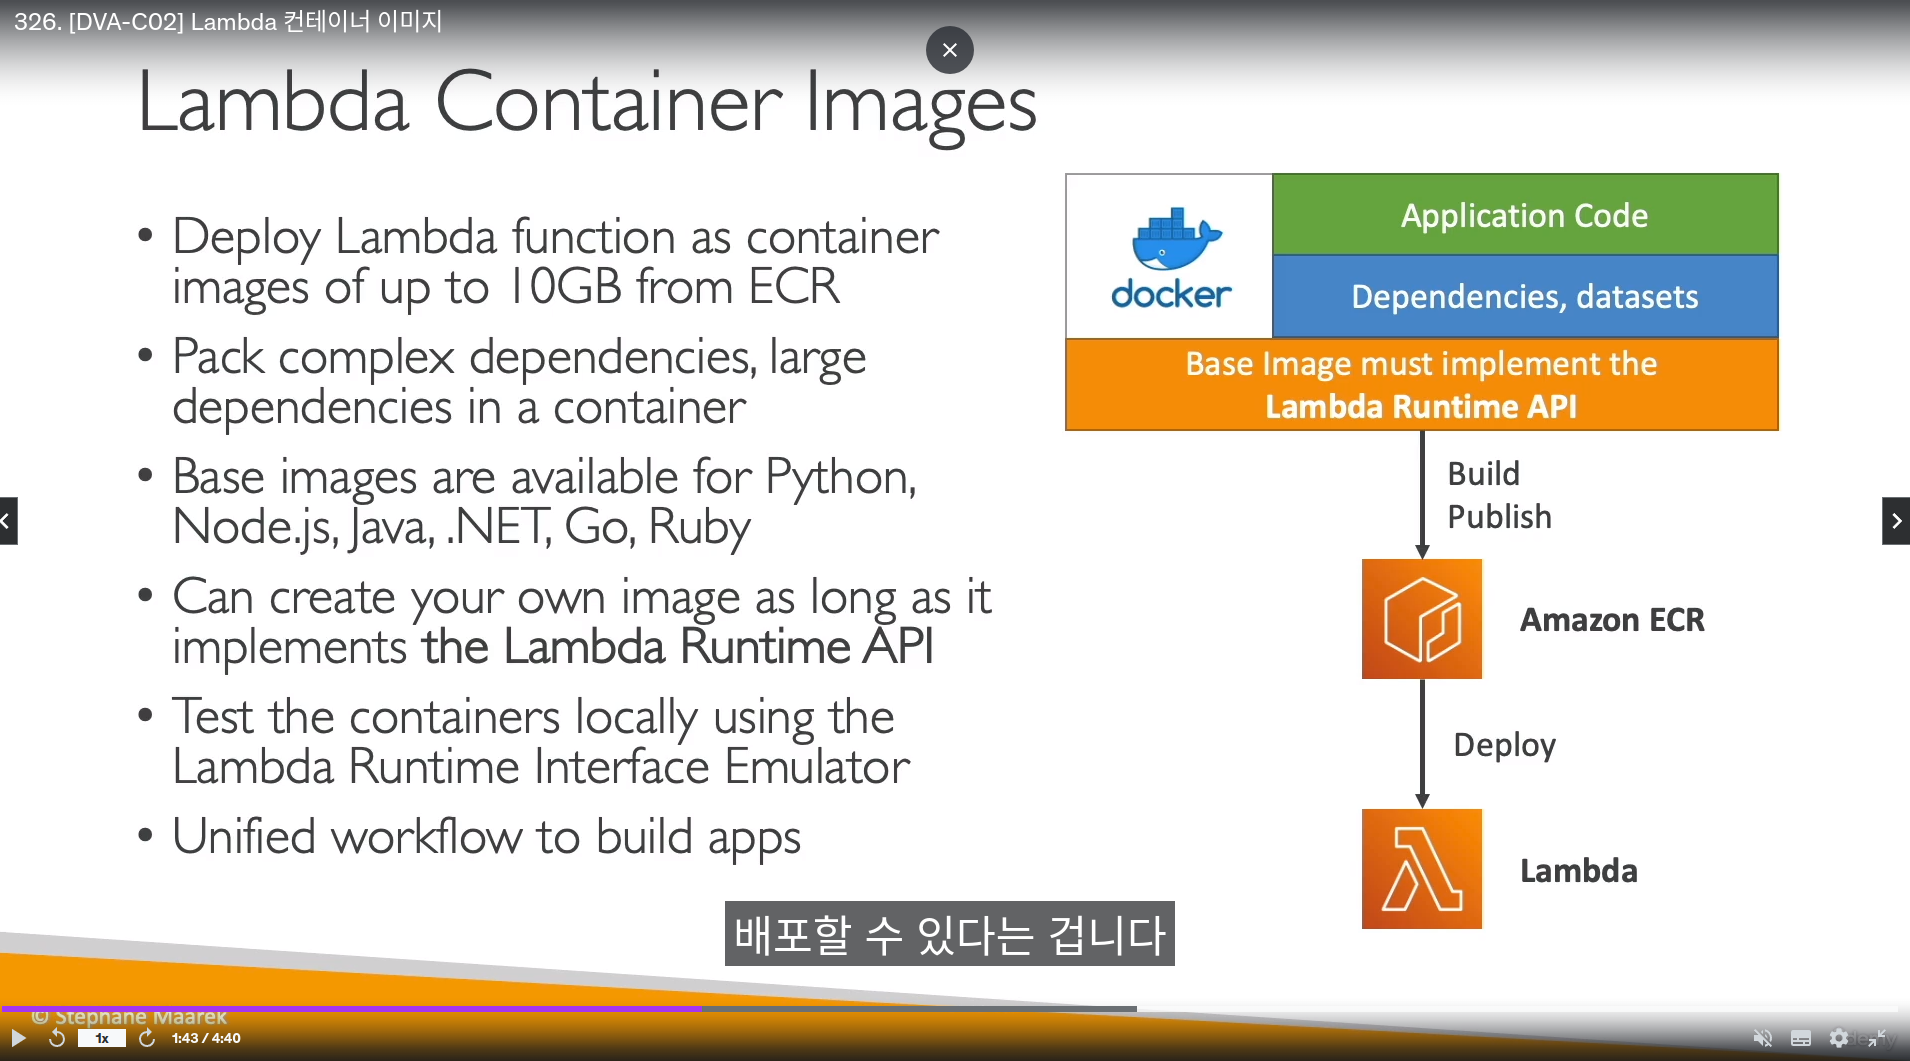 326. [DVA-C02] Lambda 컨테이너 이미지
Lambda Container Images
• Deploy Lambda function as container
images of up to 10GB from ECR
• Pack complex dependencies, large
dependencies in a container
• Base images are available for Python,
Node.js, Java, .NET, Go, Ruby
• Can create your own image as long as it
implements the Lambda Runtime API
• Test the containers locally using the
Lambda Runtime Interface Emulator
• Unified workflow to build apps
docker
Application Code
Dependencies, datasets
Base Image must implement the
Lambda Runtime API
Build
Publish
Amazon ECR
Deploy
Lambda
배포할 수 있다는 겁니다
© Stephane Maarek
1x
1:43 / 4:40